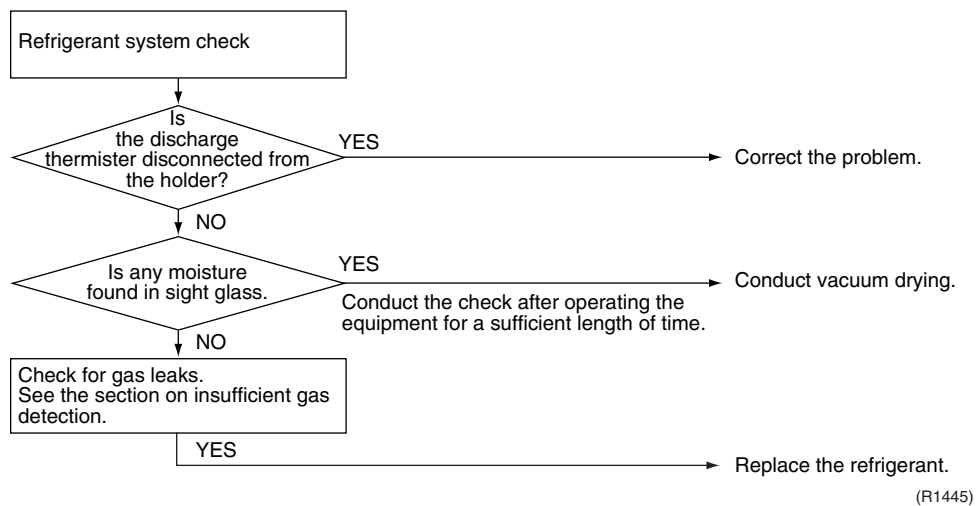 Refrigerant system check
Is
the discharge
thermister disconnected from
the holder?
YES
Correct the problem.
NO
Is any moisture
found in sight glass.
YES
Conduct the check after operating the
equipment for a sufficient length of time.
Conduct vacuum drying.
NO
Check for gas leaks.
See the section on insufficient gas
detection.
YES
Replace the refrigerant.
(R1445)